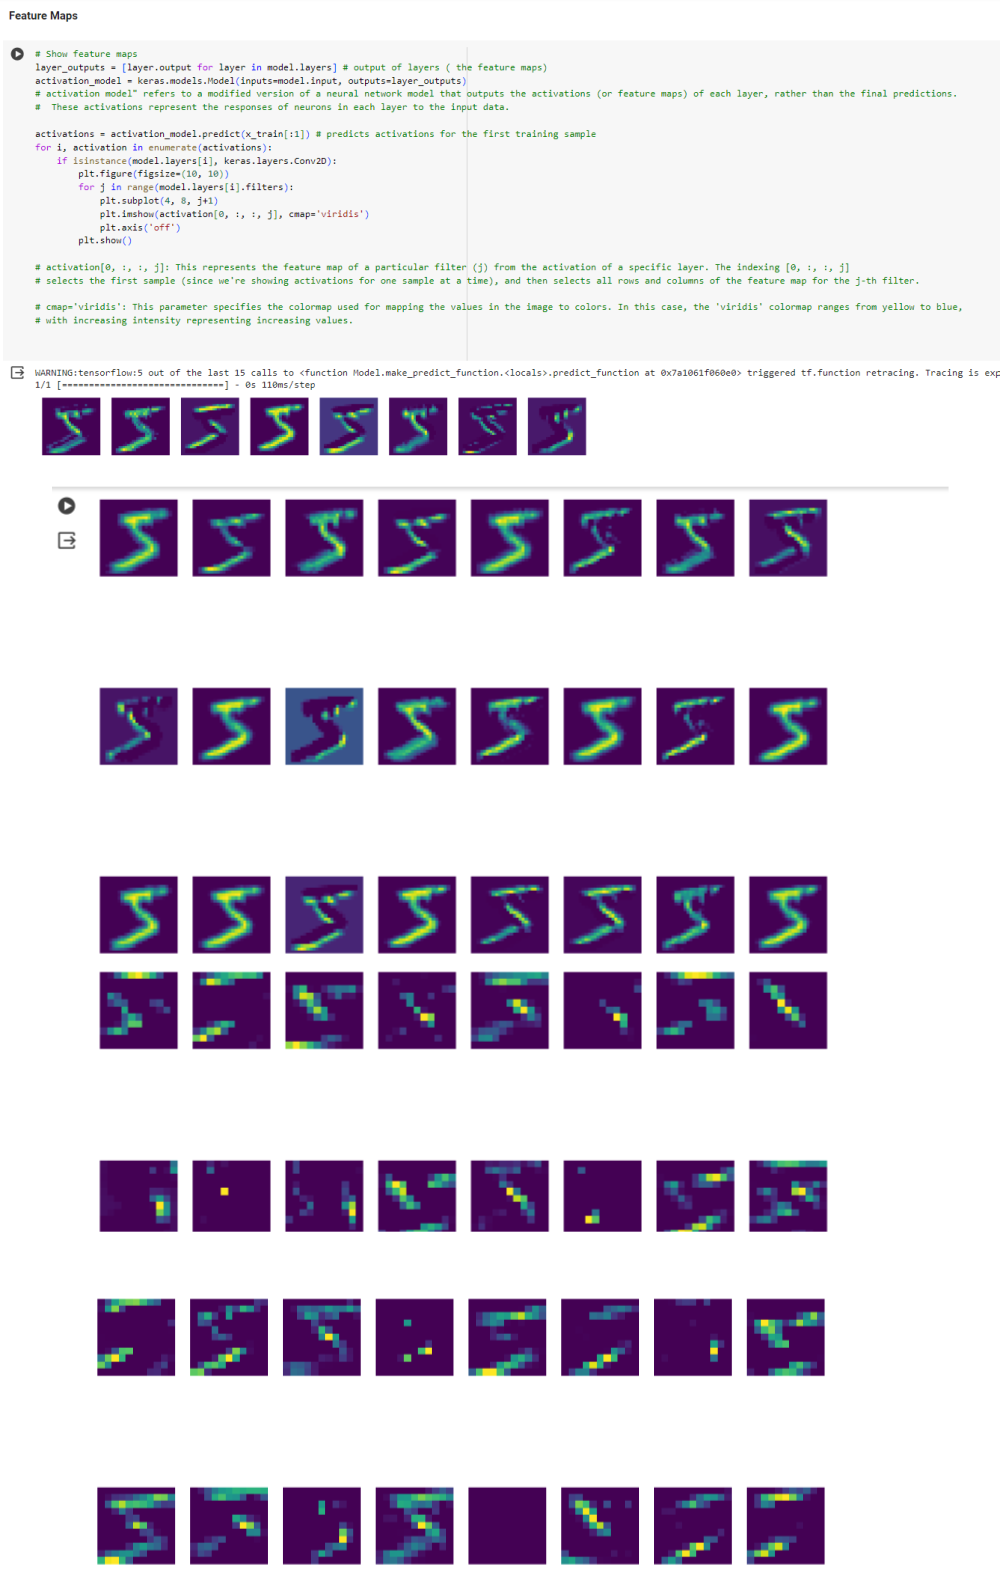 Feature Maps
# Show feature maps
layer_outputs = [layer.output for layer in model.layers] # output of layers ( the feature maps)
activation_model = keras.models.Model(inputs=model.input, outputs=layer_outputs)
# activation model" refers to a modified version of a neural network model that outputs the activations (or feature maps) of each layer, rather than the final predictions.
#  These activations represent the responses of neurons in each layer to the input data.
activations = activation_model.predict(x_train[:1]) # predicts activations for the first training sample
for i, activation in enumerate(activations):
    if isinstance(model.layers[i], keras.layers.Conv2D):
        plt.figure(figsize=(10, 10))
        for j in range(model.layers[i].filters):
            plt.subplot(4, 8, j+1)
            plt.imshow(activation[0, :, :, j], cmap='viridis')
            plt.axis('off')
        plt.show()
# activation[0, :, :, j]: This represents the feature map of a particular filter (j) from the activation of a specific layer. The indexing [0, :, :, j]
# selects the first sample (since we're showing activations for one sample at a time), and then selects all rows and columns of the feature map for the j-th filter.
# cmap='viridis': This parameter specifies the colormap used for mapping the values in the image to colors. In this case, the 'viridis' colormap ranges from yellow to blue,
# with increasing intensity representing increasing values.
WARNING:tensorflow:5 out of the last 15 calls to <function Model.make_predict_function.<locals>.predict_function at 0x7a1061f060e0> triggered tf.function retracing. Tracing is exp
1/1 [==============================] - 0s 110ms/step